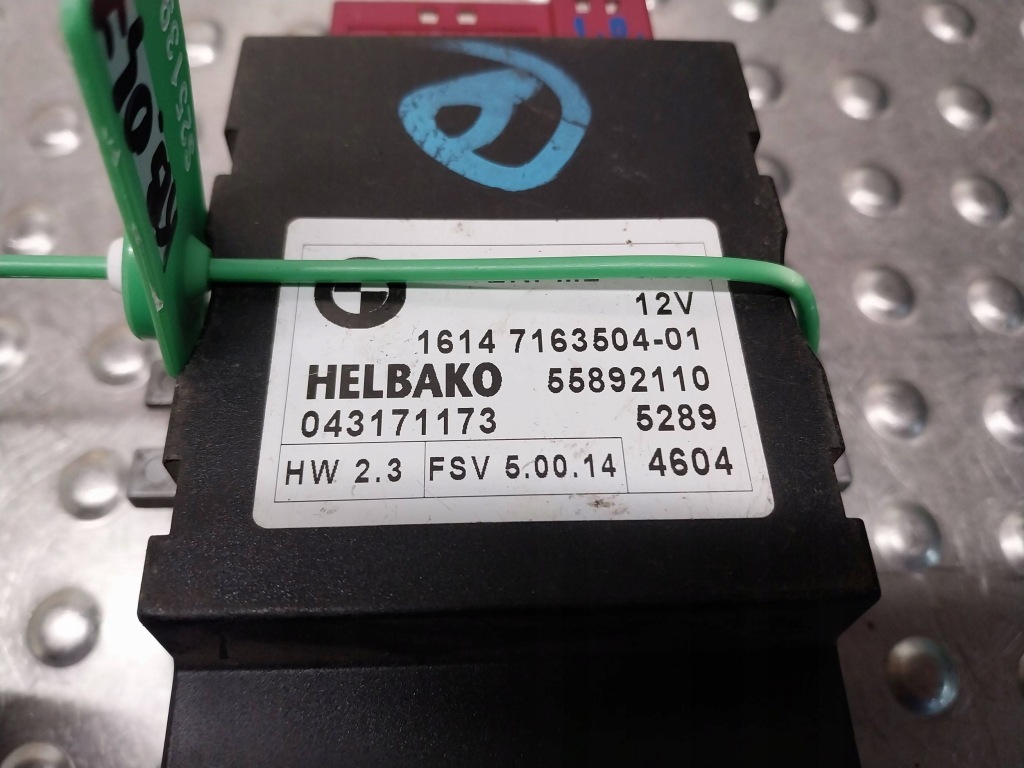 12V
1614 7163504-01
HELBAKO 55892110
043171173 5289
HW 2.3 FSV 5.00.14 4604